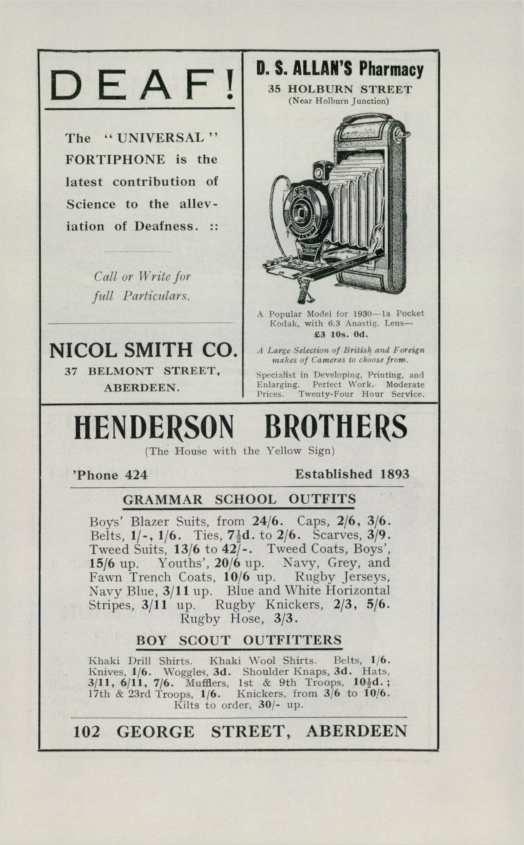 DEAF!
The "UNIVERSAL"
FORTIPHONE is the
latest contribution of
Science to the allev-
iation of Deafness. ::
Call or Write for
full Particulars.
NICOL SMITH CO.
37 BELMONT STREET,
ABERDEEN.
D. S. ALLAN'S Pharmacy
35 HOLBURN STREET
(Near Holburn Junction)
A Popular Model for 1930—1a Pocket
Kodak, with 6.3 Anastig. Lens—
£3 10s. 0d.
A Large Selection of British and Foreign
makes of Cameras to choose from.
Specialist in Developing, Printing, and
Enlarging. Perfect Work. Moderate
Prices. Twenty-Four Hour Service.
HENDERSON BROTHERS
(The House with the Yellow Sign)
'Phone 424 Established 1893
GRAMMAR SCHOOL OUTFITS
Boys' Blazer Suits, from 24/6. Caps, 2/6, 3/6.
Belts, 1/-, 1/6. Ties, 7½d. to 2/6. Scarves, 3/9.
Tweed Suits, 13/6 to 42/-. Tweed Coats, Boys',
15/6 up. Youths', 20/6 up. Navy, Grey, and
Fawn Trench Coats, 10/6 up. Rugby Jerseys,
Navy Blue, 3/11 up. Blue and White Horizontal
Stripes, 3/11 up. Rugby Knickers, 2/3, 5/6.
Rugby Hose, 3/3.
BOY SCOUT OUTFITTERS
Khaki Drill Shirts. Khaki Wool Shirts. Belts, 1/6.
Knives, 1/6. Woggles, 3d. Shoulder Knaps, 3d. Hats,
3/11, 6/11, 7/6. Mufflers, 1st & 9th Troops, 10½d.;
17th & 23rd Troops, 1/6. Knickers, from 3/6 to 10/6.
Kilts to order, 30/- up.
102 GEORGE STREET, ABERDEEN